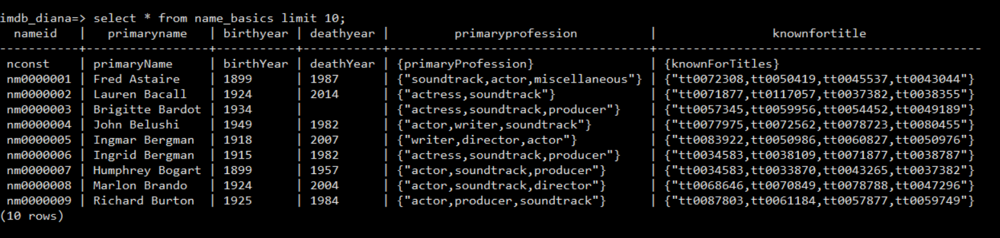 imdb_diana=> select * from name_basics limit 10;
  nameid   |   primaryname   | birthyear | deathyear |          primaryprofession          |                knownfortitle
-----------+-----------------+-----------+-----------+-------------------------------------+-----------------------------------------------
 nconst    | primaryName     | birthYear | deathYear | {primaryProfession}                 | {knownForTitles}
 nm0000001 | Fred Astaire    | 1899      | 1987      | {"soundtrack,actor,miscellaneous"} | {"tt0072308,tt0050419,tt0045537,tt0043044"}
 nm0000002 | Lauren Bacall   | 1924      | 2014      | {"actress,soundtrack"}              | {"tt0071877,tt0117057,tt0037382,tt0038355"}
 nm0000003 | Brigitte Bardot | 1934      |           | {"actress,soundtrack,producer"}     | {"tt0057345,tt0059956,tt0054452,tt0049189"}
 nm0000004 | John Belushi    | 1949      | 1982      | {"actor,writer,soundtrack"}         | {"tt0077975,tt0072562,tt0078723,tt0080455"}
 nm0000005 | Ingmar Bergman  | 1918      | 2007      | {"writer,director,actor"}           | {"tt0083922,tt0050986,tt0060827,tt0050976"}
 nm0000006 | Ingrid Bergman  | 1915      | 1982      | {"actress,soundtrack,producer"}     | {"tt0034583,tt0038109,tt0071877,tt0038787"}
 nm0000007 | Humphrey Bogart | 1899      | 1957      | {"actor,soundtrack,producer"}       | {"tt0034583,tt0033870,tt0043265,tt0037382"}
 nm0000008 | Marlon Brando   | 1924      | 2004      | {"actor,soundtrack,director"}       | {"tt0068646,tt0070849,tt0078788,tt0047296"}
 nm0000009 | Richard Burton  | 1925      | 1984      | {"actor,producer,soundtrack"}       | {"tt0087803,tt0061184,tt0057877,tt0059749"}
(10 rows)